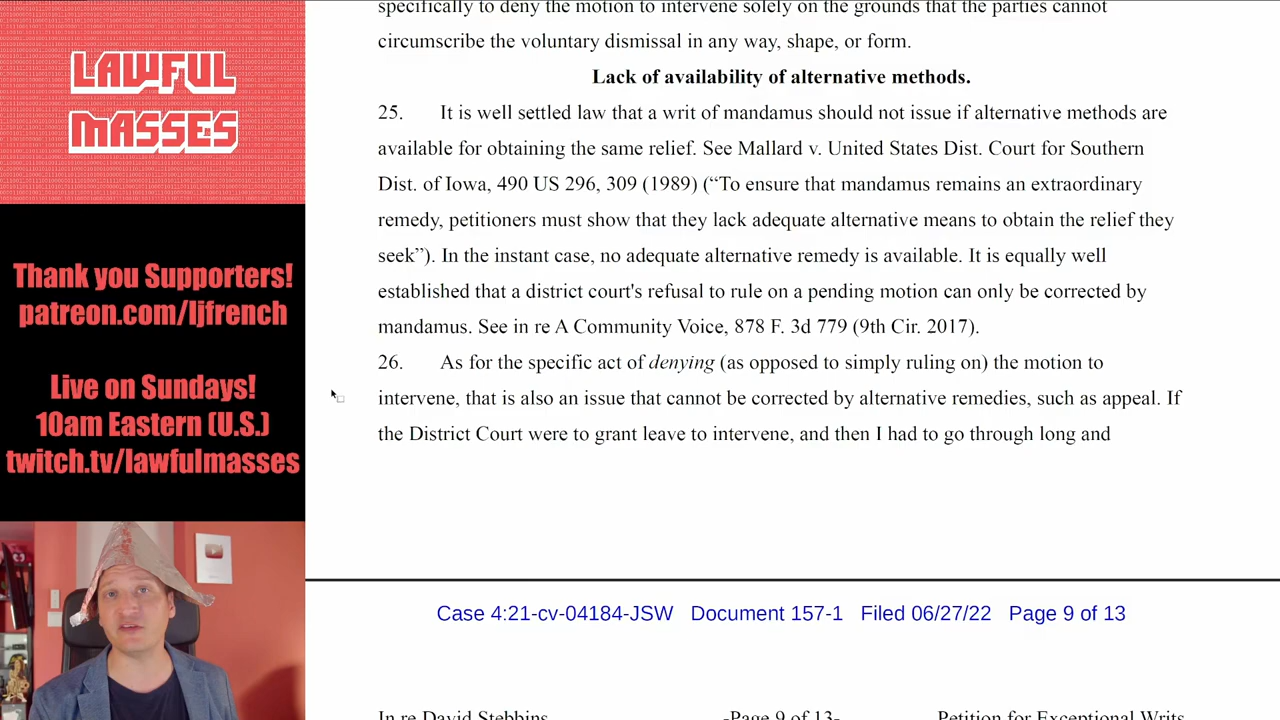 LAWFUL
MASSES
Thank you Supporters!
patreon.com/ljfrench
Live on Sundays!
10am Eastern (U.S.)
twitch.tv/lawfulmasses
specifically to deny the motion to intervene solely on the grounds that the parties cannot
circumscribe the voluntary dismissal in any way, shape, or form.
Lack of availability of alternative methods.
25. It is well settled law that a writ of mandamus should not issue if alternative methods are
available for obtaining the same relief. See Mallard v. United States Dist. Court for Southern
Dist. of Iowa, 490 US 296, 309 (1989) (“To ensure that mandamus remains an extraordinary
remedy, petitioners must show that they lack adequate alternative means to obtain the relief they
seek”). In the instant case, no adequate alternative remedy is available. It is equally well
established that a district court's refusal to rule on a pending motion can only be corrected by
mandamus. See in re A Community Voice, 878 F. 3d 779 (9th Cir. 2017).
26. As for the specific act of denying (as opposed to simply ruling on) the motion to
intervene, that is also an issue that cannot be corrected by alternative remedies, such as appeal. If
the District Court were to grant leave to intervene, and then I had to go through long and
Case 4:21-cv-04184-JSW Document 157-1 Filed 06/27/22 Page 9 of 13
In re David Stebbins -Page 9 of 13- Petition for Exceptional Writs